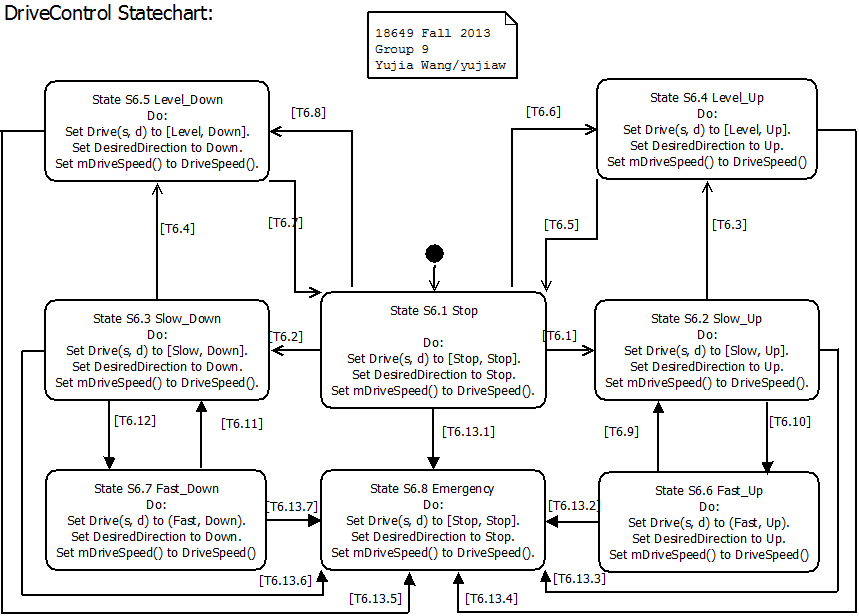 DriveControl Statechart:
18649 Fall 2013
Group 9
Yujia Wang/yujiaw
State S6.5 Level_Down
Do:
Set Drive(s, d) to [Level, Down].
Set DesiredDirection to Down.
Set mDriveSpeed() to DriveSpeed().
[T6.8]
[T6.6]
State S6.4 Level_Up
Do:
Set Drive(s, d) to [Level, Up].
Set DesiredDirection to Up.
Set mDriveSpeed() to DriveSpeed()
[T6.4]
[T6.7]
[T6.5]
[T6.3]
State S6.3 Slow_Down
Do:
Set Drive(s, d) to [Slow, Down].
Set DesiredDirection to Down.
Set mDriveSpeed() to DriveSpeed().
[T6.2]
State S6.1 Stop
Do:
Set Drive(s, d) to [Stop, Stop].
Set DesiredDirection to Stop.
Set mDriveSpeed() to DriveSpeed().
[T6.1]
State S6.2 Slow_Up
Do:
Set Drive(s, d) to [Slow, Up].
Set DesiredDirection to Up.
Set mDriveSpeed() to DriveSpeed().
[T6.12]
[T6.11]
[T6.13.1]
[T6.9]
[T6.10]
State S6.7 Fast_Down
Do:
Set Drive(s, d) to (Fast, Down).
Set DesiredDirection to Down.
Set mDriveSpeed() to DriveSpeed()
[T6.13.7]
State S6.8 Emergency
Do:
Set Drive(s, d) to [Stop, Stop].
Set DesiredDirection to Stop.
Set mDriveSpeed() to DriveSpeed().
[T6.13.2]
State S6.6 Fast_Up
Do:
Set Drive(s, d) to (Fast, Up).
Set DesiredDirection to Up.
Set mDriveSpeed() to DriveSpeed()
[T6.13.6]
[T6.13.5]
[T6.13.4]
[T6.13.3]